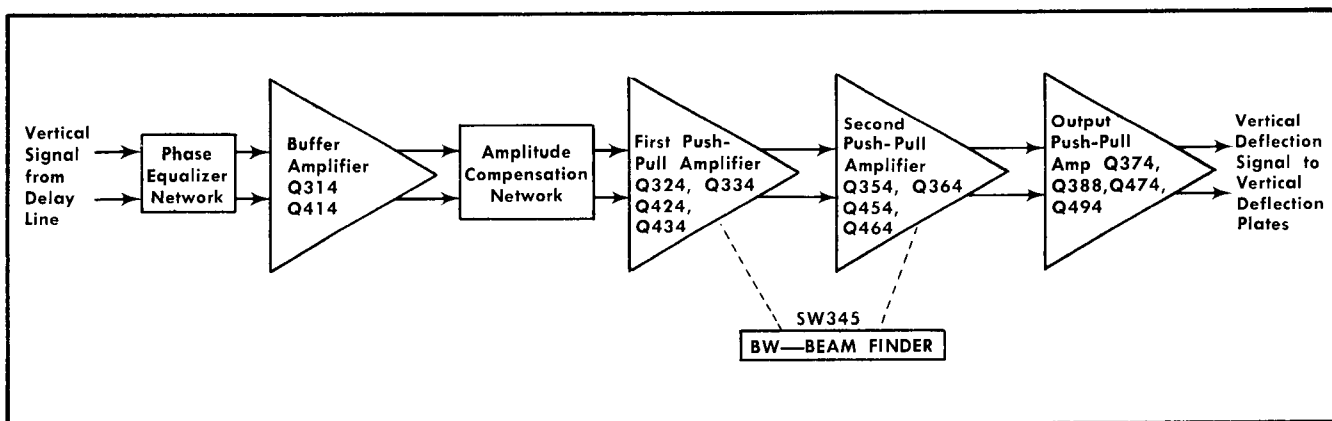 Vertical
Signal
from
Delay
Line
Phase
Equalizer
Network
Buffer
Amplifier
Q314
Q414
Amplitude
Compensation
Network
First Push-
Pull Amplifier
Q324, Q334
Q424,
Q434
Second
Push-Pull
Amplifier
Q354, Q364
Q454,
Q464
Output
Push-Pull
Amp Q374,
Q388,Q474,
Q494
Vertical
Deflection
Signal to
Vertical
Deflection
Plates
SW345
BW—BEAM FINDER